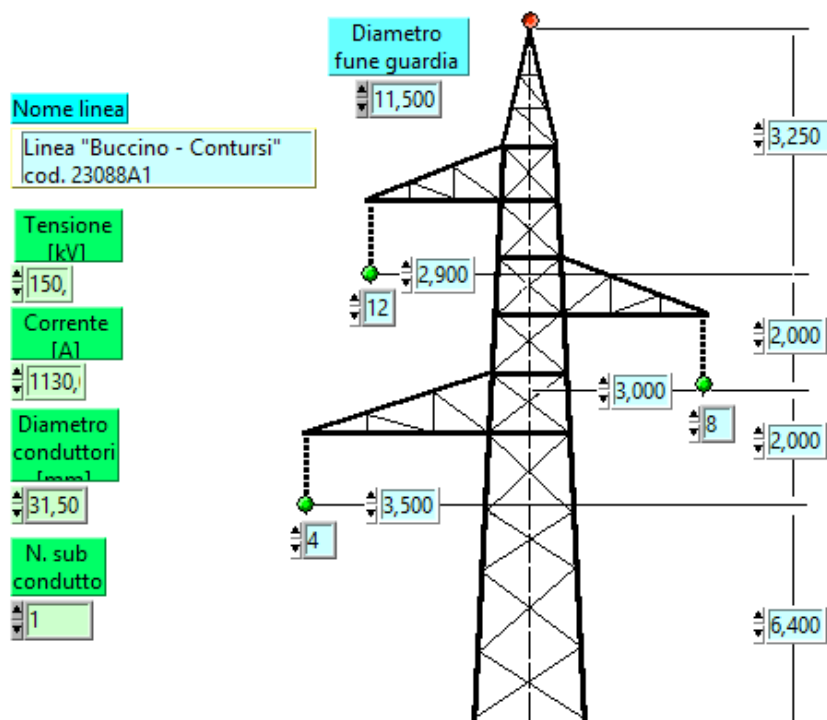 Diametro
fune guardia
11,500
Nome linea
Linea "Buccino - Contursi"
cod. 23088A1
3,250
Tensione
[kV]
150,
2,900
12
Corrente
[A]
1130,
2,000
3,000
8
Diametro
conduttori
[mm]
31,50
2,000
3,500
4
N. sub
condutto
1
6,400